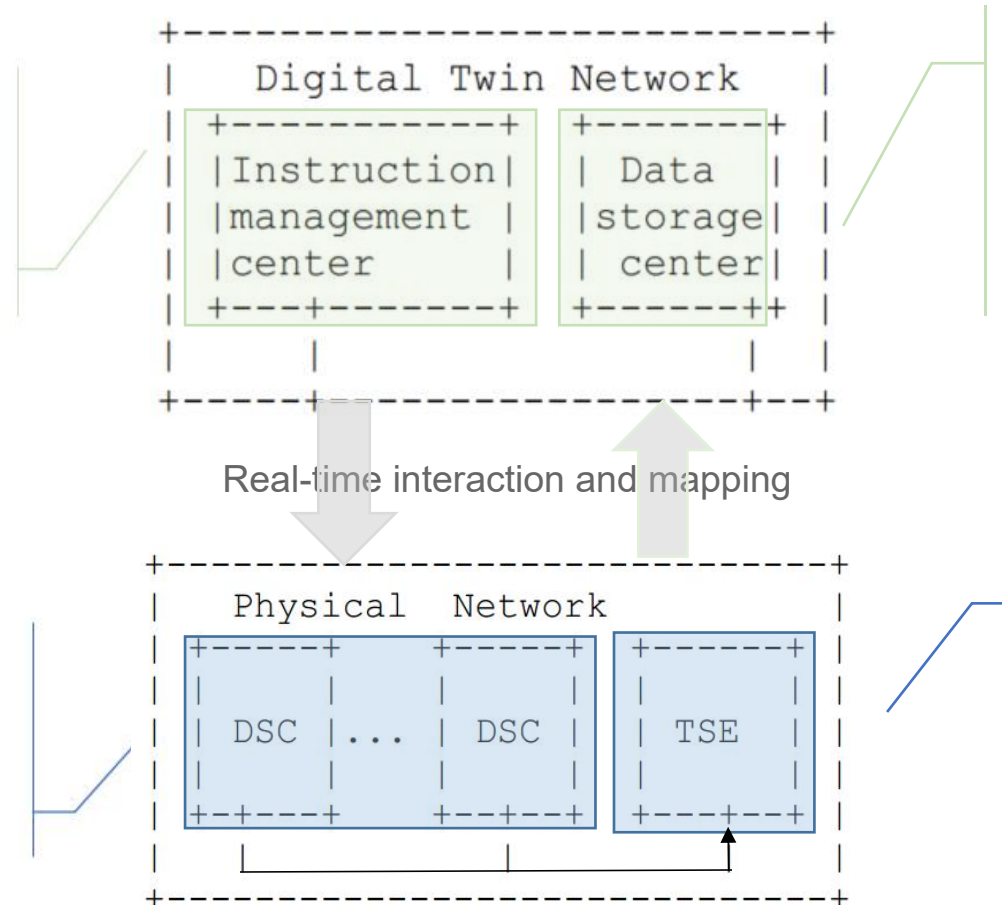 Digital Twin Network
Instruction
management
center
Data
storage
center
Real-time interaction and mapping
Physical Network
DSC
...
DSC
TSE